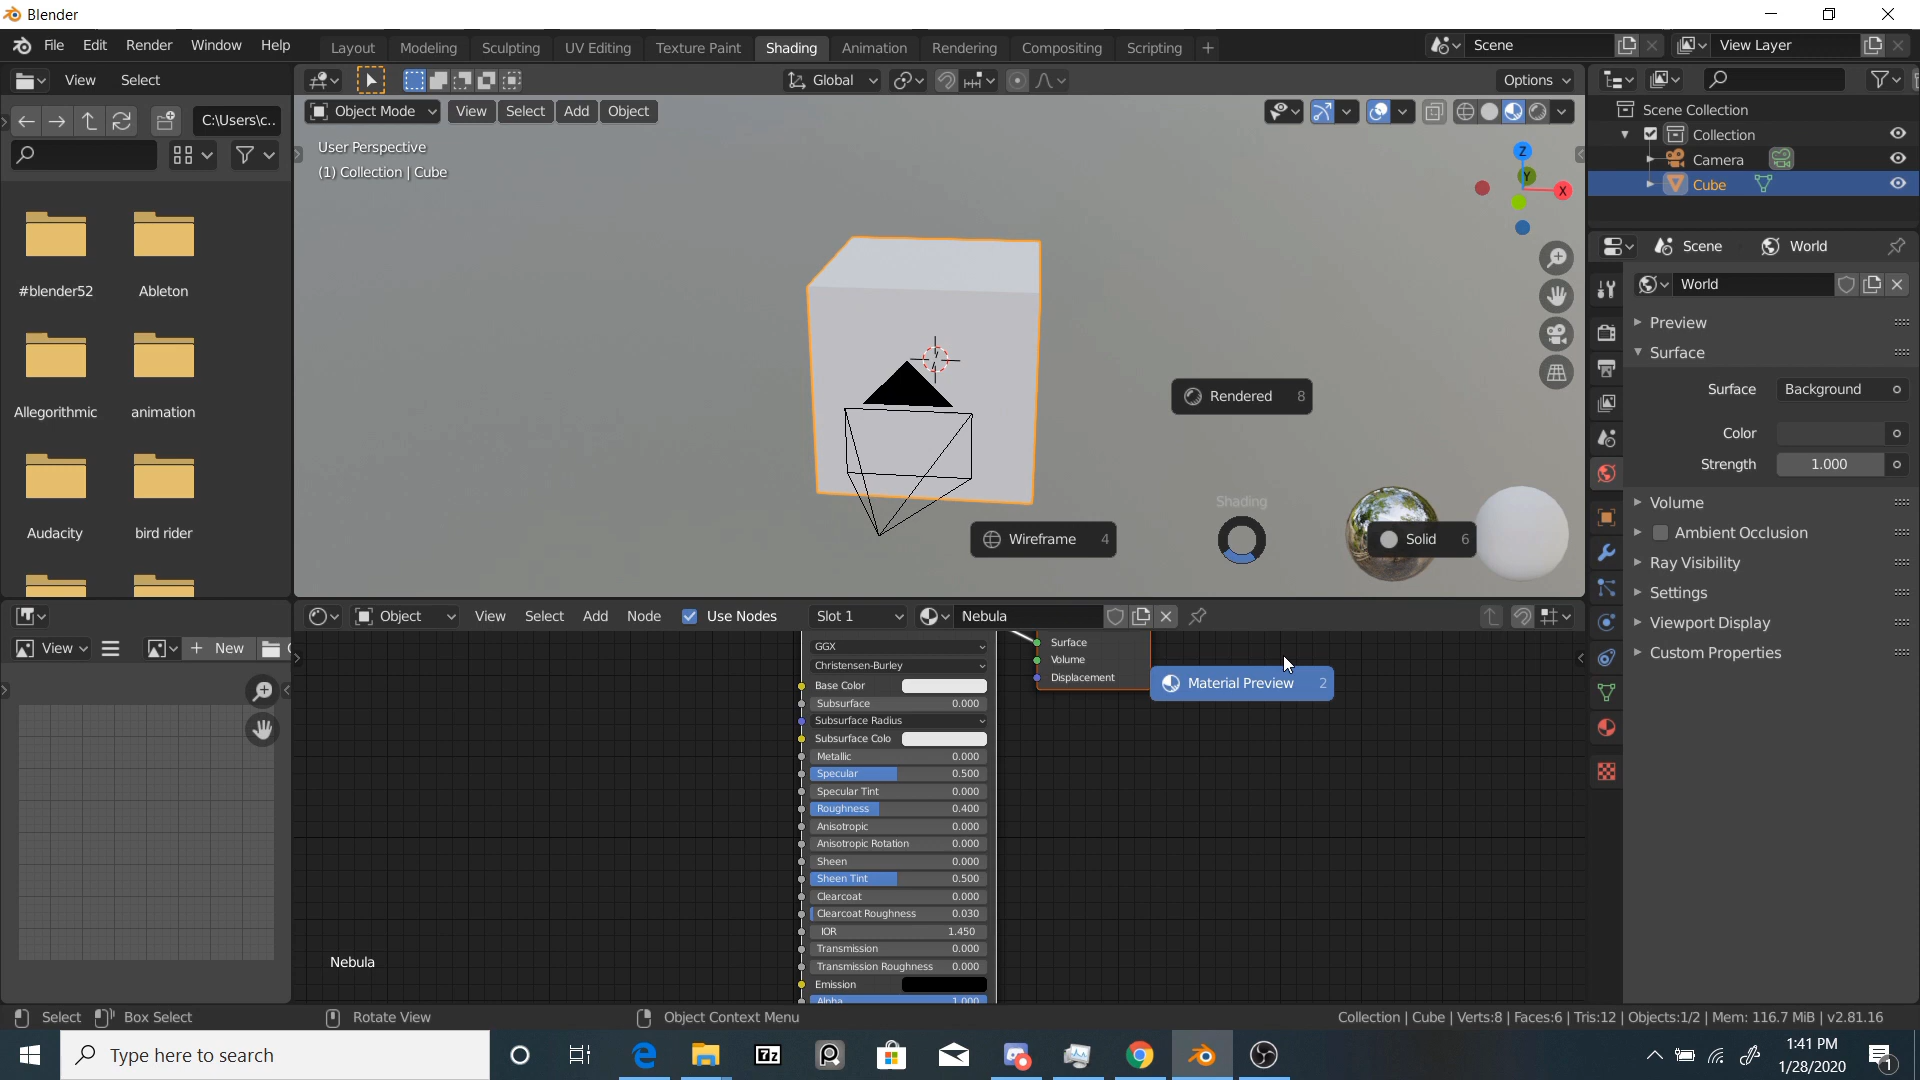 Blender
File Edit Render Window Help Layout Modeling Sculpting UV Editing Texture Paint Shading Animation Rendering Compositing Scripting + Scene View Layer
View Select Global Options
C:\Users\c..
Object Mode View Select Add Object
User Perspective
(1) Collection | Cube
Z
Y
X
#blender52 Ableton
Allegorithmic animation
Audacity bird rider
Rendered 8
Shading
Wireframe 4
Solid 6
Material Preview 2
Scene Collection
Collection
Camera
Cube
Scene World
World
Preview
Surface
Surface Background
Color
Strength 1.000
Volume
Ambient Occlusion
Ray Visibility
Settings
Viewport Display
Custom Properties
Object View Select Add Node Use Nodes Slot 1 Nebula
View + New
GGX
Christensen-Burley
Base Color
Subsurface 0.000
Subsurface Radius
Subsurface Colo
Metallic 0.000
Specular 0.500
Specular Tint 0.000
Roughness 0.400
Anisotropic 0.000
Anisotropic Rotation 0.000
Sheen 0.000
Sheen Tint 0.500
Clearcoat 0.000
Clearcoat Roughness 0.030
IOR 1.450
Transmission 0.000
Transmission Roughness 0.000
Emission
Alpha 1.000
Surface
Volume
Displacement
Nebula
Select Box Select Rotate View Object Context Menu
Collection | Cube | Verts:8 | Faces:6 | Tris:12 | Objects:1/2 | Mem: 116.7 MiB | v2.81.16
Type here to search
7z
1:41 PM
1/28/2020
1